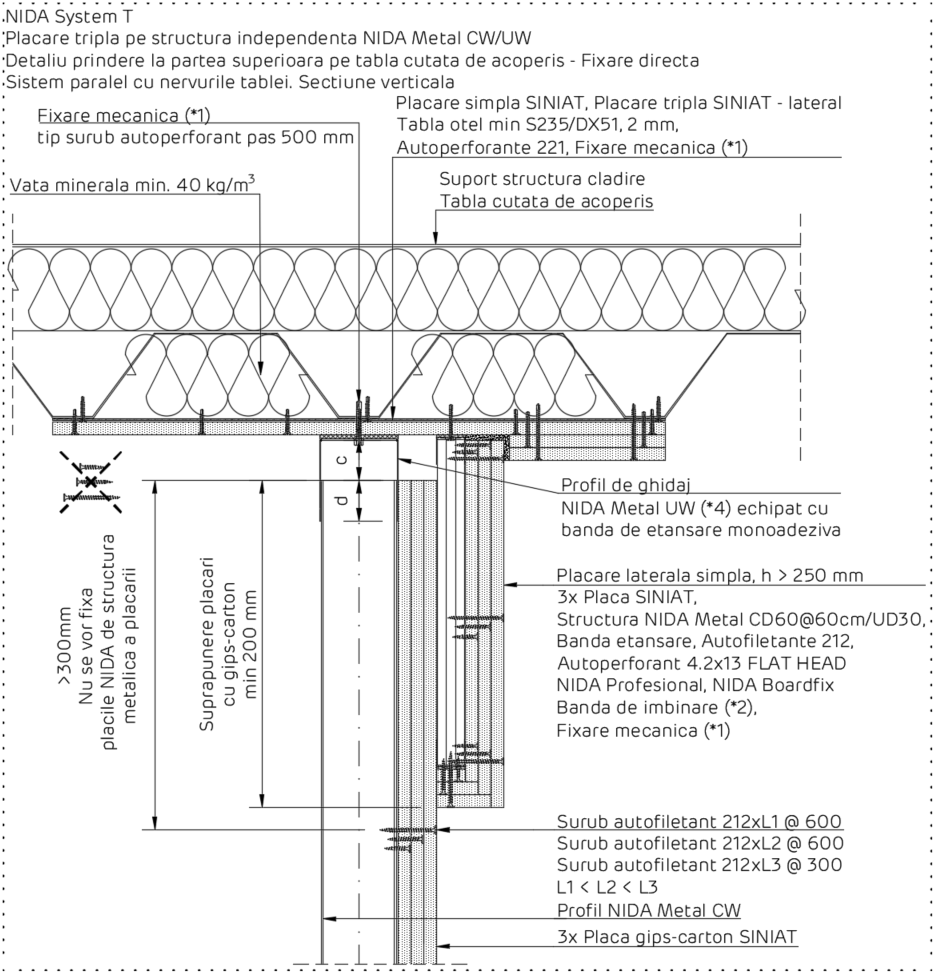 NIDA System T
Placare tripla pe structura independenta NIDA Metal CW/UW
Detaliu prindere la partea superioara pe tabla cutata de acoperis - Fixare directa
Sistem paralel cu nervurile tablei. Sectiune verticala
Fixare mecanica (*1)
tip surub autoperforant pas 500 mm
Placare simpla SINIAT, Placare tripla SINIAT - lateral
Tabla otel min S235/DX51, 2 mm,
Autoperforante 221, Fixare mecanica (*1)
Vata minerala min. 40 kg/m³
Suport structura cladire
Tabla cutata de acoperis
c
d
Profil de ghidaj
NIDA Metal UW (*4) echipat cu
banda de etansare monoadeziva
>300mm
Nu se vor fixa
placile NIDA de structura
metalica a placarii
Suprapunere placari
cu gips-carton
min 200 mm
Placare laterala simpla, h > 250 mm
3x Placa SINIAT,
Structura NIDA Metal CD60@60cm/UD30,
Banda etansare, Autofiletante 212,
Autoperforant 4.2x13 FLAT HEAD
NIDA Profesional, NIDA Boardfix
Banda de imbinare (*2),
Fixare mecanica (*1)
Surub autofiletant 212xL1 @ 600
Surub autofiletant 212xL2 @ 600
Surub autofiletant 212xL3 @ 300
L1 < L2 < L3
Profil NIDA Metal CW
3x Placa gips-carton SINIAT